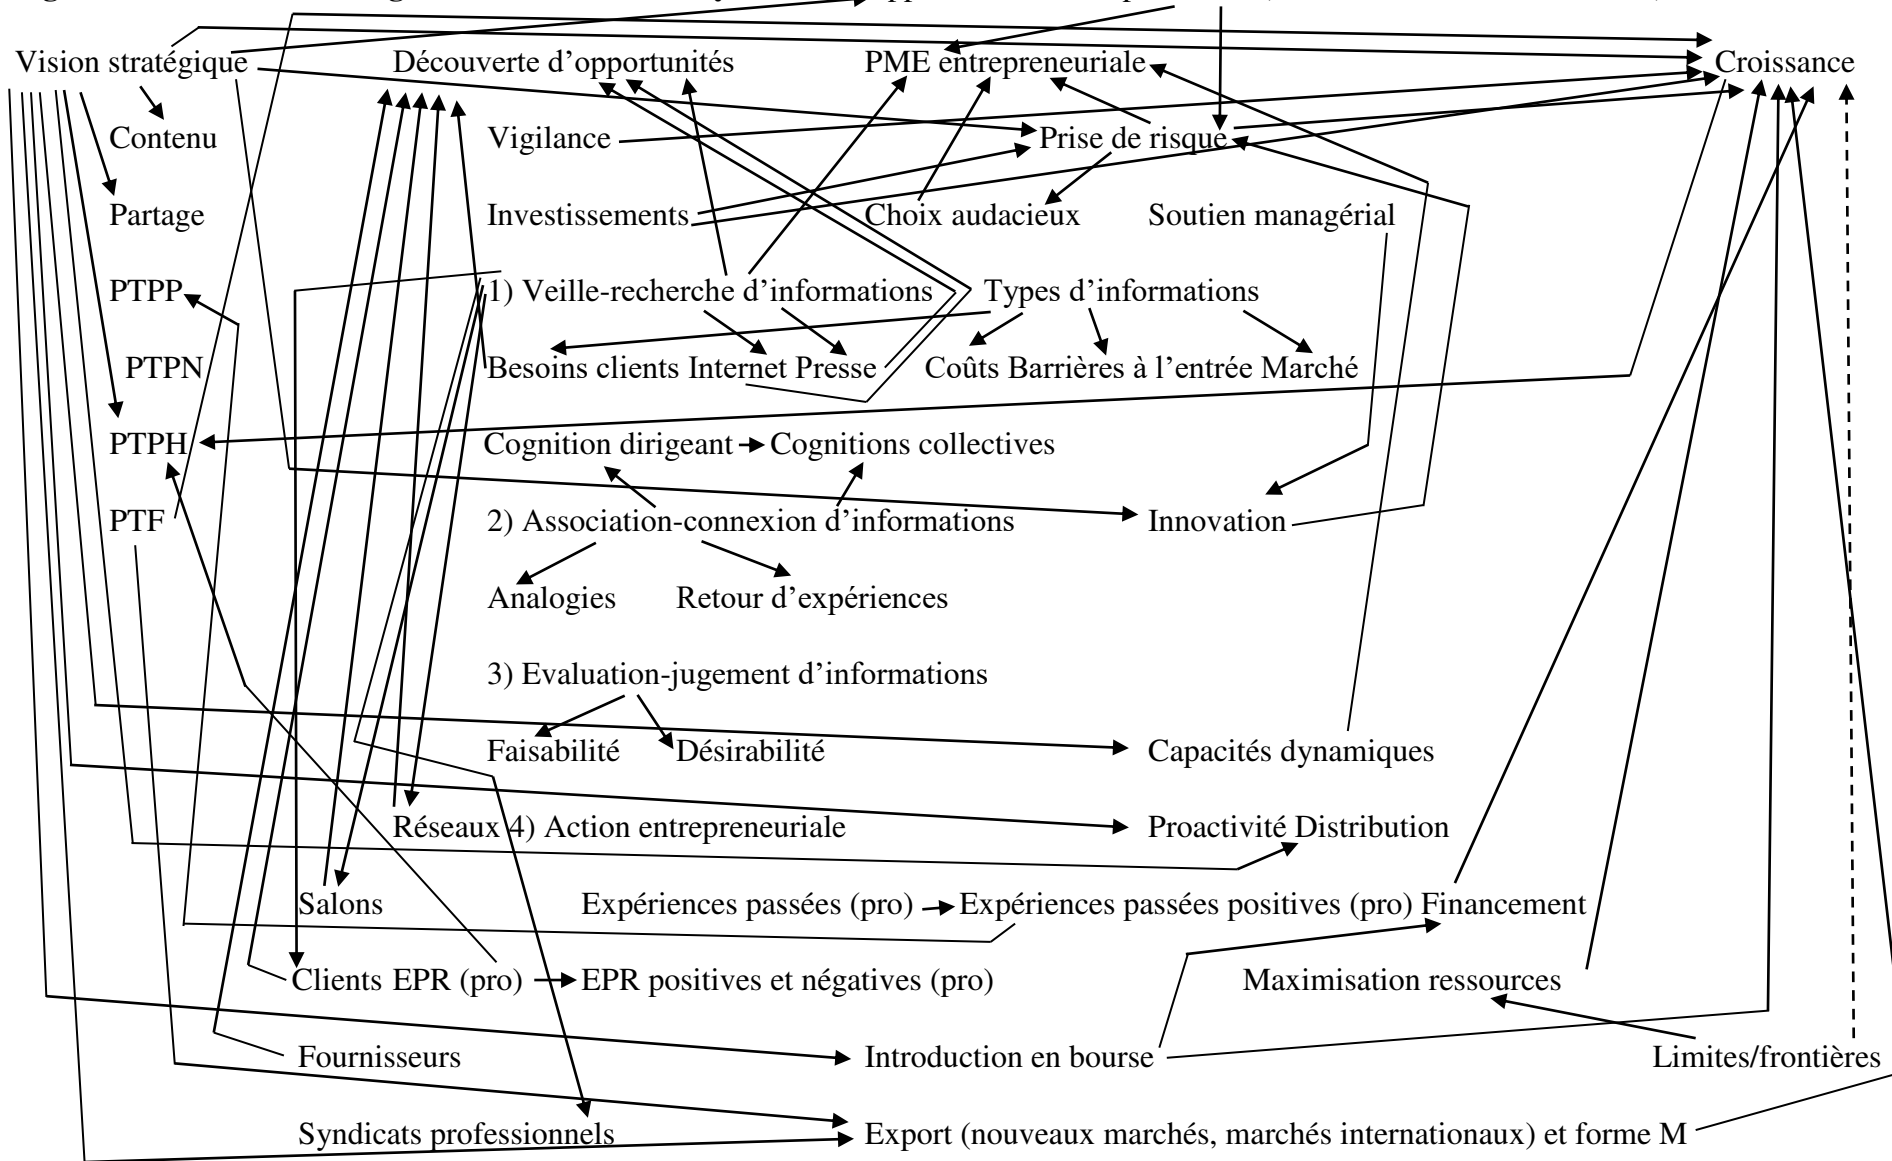 Vision stratégique Découverte d’opportunités PME entrepreneuriale Croissance
Contenu Vigilance Prise de risque
Partage Investissements Choix audacieux Soutien managérial
PTPP 1) Veille-recherche d’informations Types d’informations
PTPN Besoins clients Internet Presse Coûts Barrières à l’entrée Marché
PTPH Cognition dirigeant Cognitions collectives
PTF 2) Association-connexion d’informations Innovation
Analogies Retour d’expériences
3) Evaluation-jugement d’informations
Faisabilité Désirabilité Capacités dynamiques
Réseaux 4) Action entrepreneuriale Proactivité Distribution
Salons Expériences passées (pro) Expériences passées positives (pro) Financement
Clients EPR (pro) EPR positives et négatives (pro) Maximisation ressources
Fournisseurs Introduction en bourse Limites/frontières
Syndicats professionnels Export (nouveaux marchés, marchés internationaux) et forme M